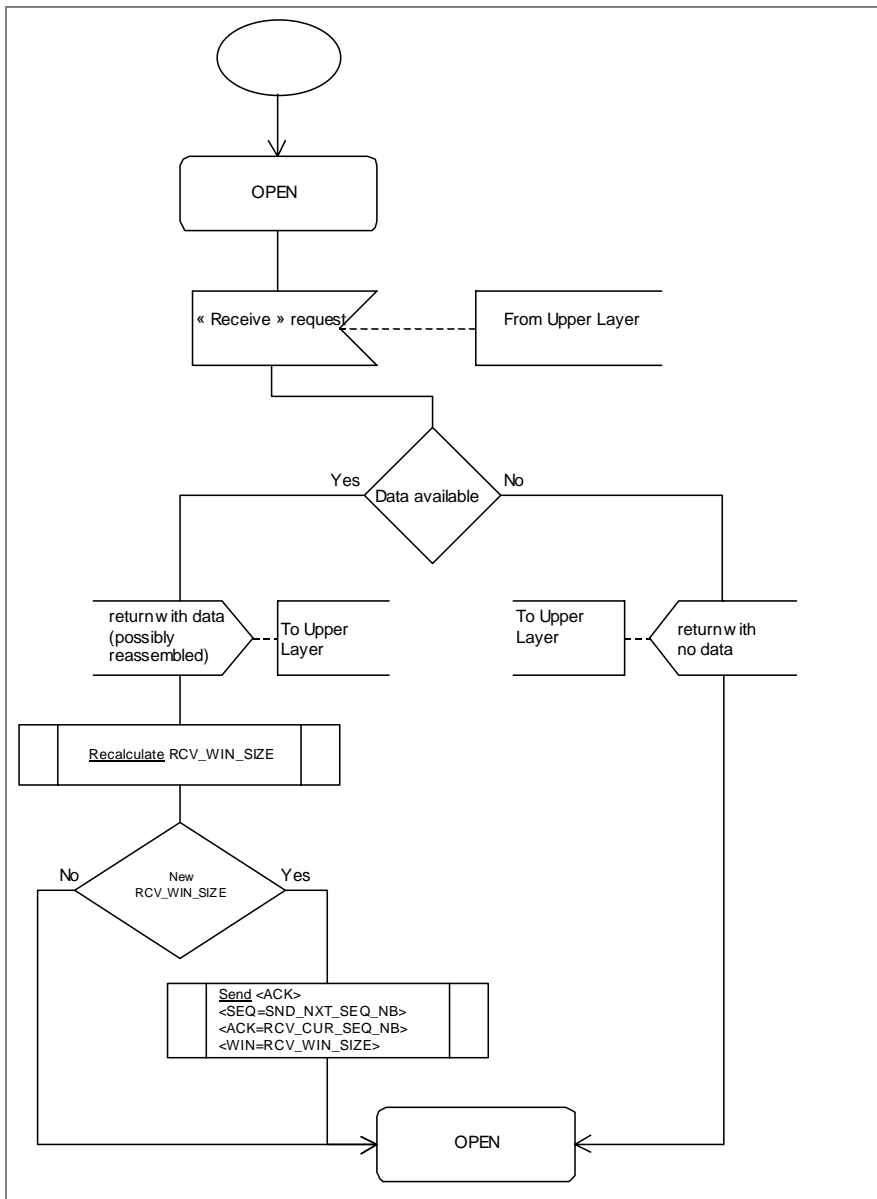 OPEN
« Receive » request
From Upper Layer
Yes
No
Data available
return with data
(possibly
reassembled)
To Upper
Layer
To Upper
Layer
return with
no data
Recalculate RCV_WIN_SIZE
No
Yes
New
RCV_WIN_SIZE
Send <ACK>
<SEQ=SND_NXT_SEQ_NB>
<ACK=RCV_CUR_SEQ_NB>
<WIN=RCV_WIN_SIZE>
OPEN